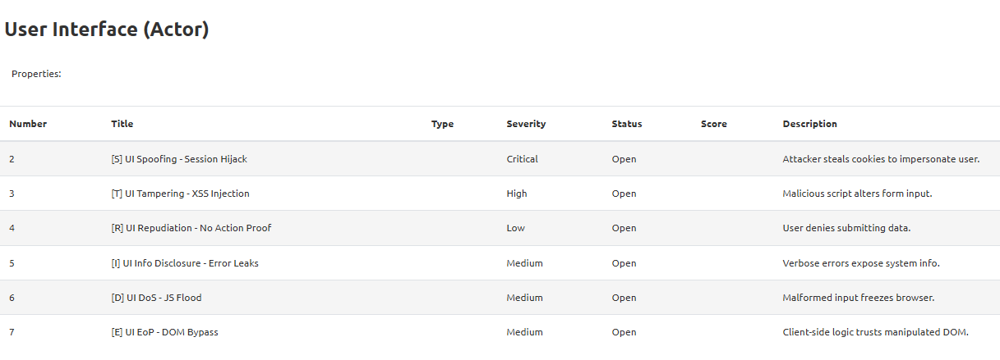 User Interface (Actor)
Properties:
Number Title Type Severity Status Score Description
2 [S] UI Spoofing - Session Hijack Critical Open Attacker steals cookies to impersonate user.
3 [T] UI Tampering - XSS Injection High Open Malicious script alters form input.
4 [R] UI Repudiation - No Action Proof Low Open User denies submitting data.
5 [I] UI Info Disclosure - Error Leaks Medium Open Verbose errors expose system info.
6 [D] UI DoS - JS Flood Medium Open Malformed input freezes browser.
7 [E] UI EoP - DOM Bypass Medium Open Client-side logic trusts manipulated DOM.